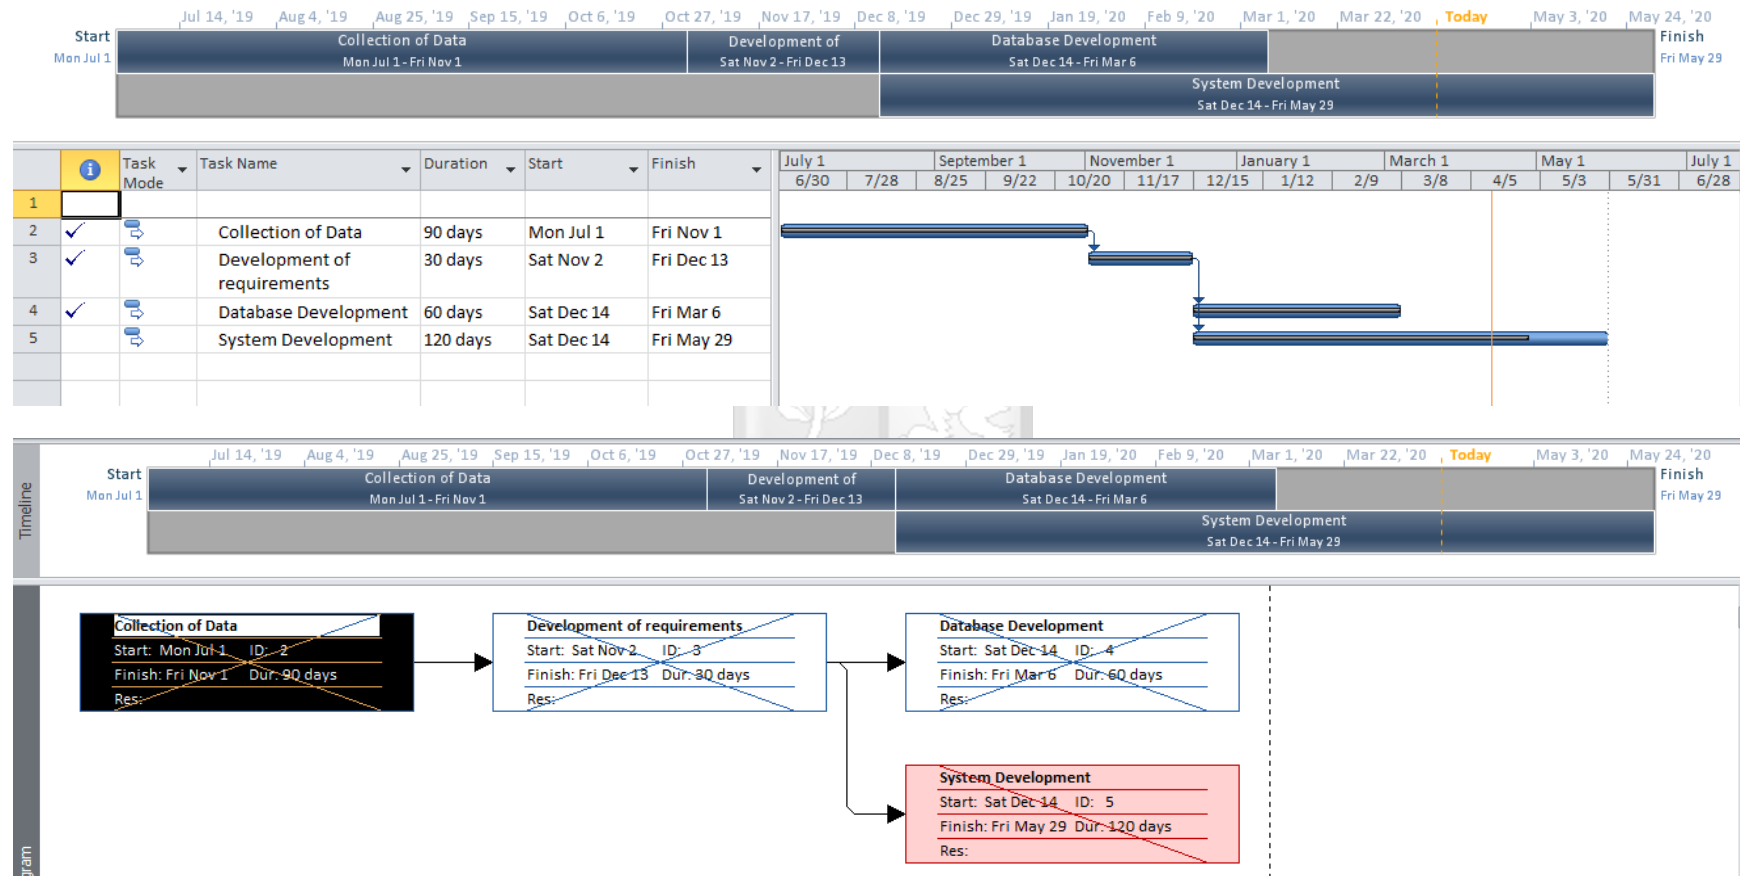 Jul 14, '19 Aug 4, '19 Aug 25, '19 Sep 15, '19 Oct 6, '19 Oct 27, '19 Nov 17, '19 Dec 8, '19 Dec 29, '19 Jan 19, '20 Feb 9, '20 Mar 1, '20 Mar 22, '20 Today May 3, '20 May 24, '20
Start Collection of Data Development of Database Development Finish
Mon Jul 1 Mon Jul 1 - Fri Nov 1 Sat Nov 2 - Fri Dec 13 Sat Dec 14 - Fri Mar 6 Fri May 29
System Development
Sat Dec 14 - Fri May 29
Task Mode Task Name Duration Start Finish
July 1 September 1 November 1 January 1 March 1 May 1 July 1
6/30 7/28 8/25 9/22 10/20 11/17 12/15 1/12 2/9 3/8 4/5 5/3 5/31 6/28
1
2 Collection of Data 90 days Mon Jul 1 Fri Nov 1
3 Development of 30 days Sat Nov 2 Fri Dec 13
requirements
4 Database Development 60 days Sat Dec 14 Fri Mar 6
5 System Development 120 days Sat Dec 14 Fri May 29
Timeline
Jul 14, '19 Aug 4, '19 Aug 25, '19 Sep 15, '19 Oct 6, '19 Oct 27, '19 Nov 17, '19 Dec 8, '19 Dec 29, '19 Jan 19, '20 Feb 9, '20 Mar 1, '20 Mar 22, '20 Today May 3, '20 May 24, '20
Start Collection of Data Development of Database Development Finish
Mon Jul 1 Mon Jul 1 - Fri Nov 1 Sat Nov 2 - Fri Dec 13 Sat Dec 14 - Fri Mar 6 Fri May 29
System Development
Sat Dec 14 - Fri May 29
Collection of Data
Start: Mon Jul 1 ID: 2
Finish: Fri Nov 1 Dur: 90 days
Res:
Development of requirements
Start: Sat Nov 2 ID: 3
Finish: Fri Dec 13 Dur: 30 days
Res:
Database Development
Start: Sat Dec 14 ID: 4
Finish: Fri Mar 6 Dur: 60 days
Res:
System Development
Start: Sat Dec 14 ID: 5
Finish: Fri May 29 Dur: 120 days
Res:
gram